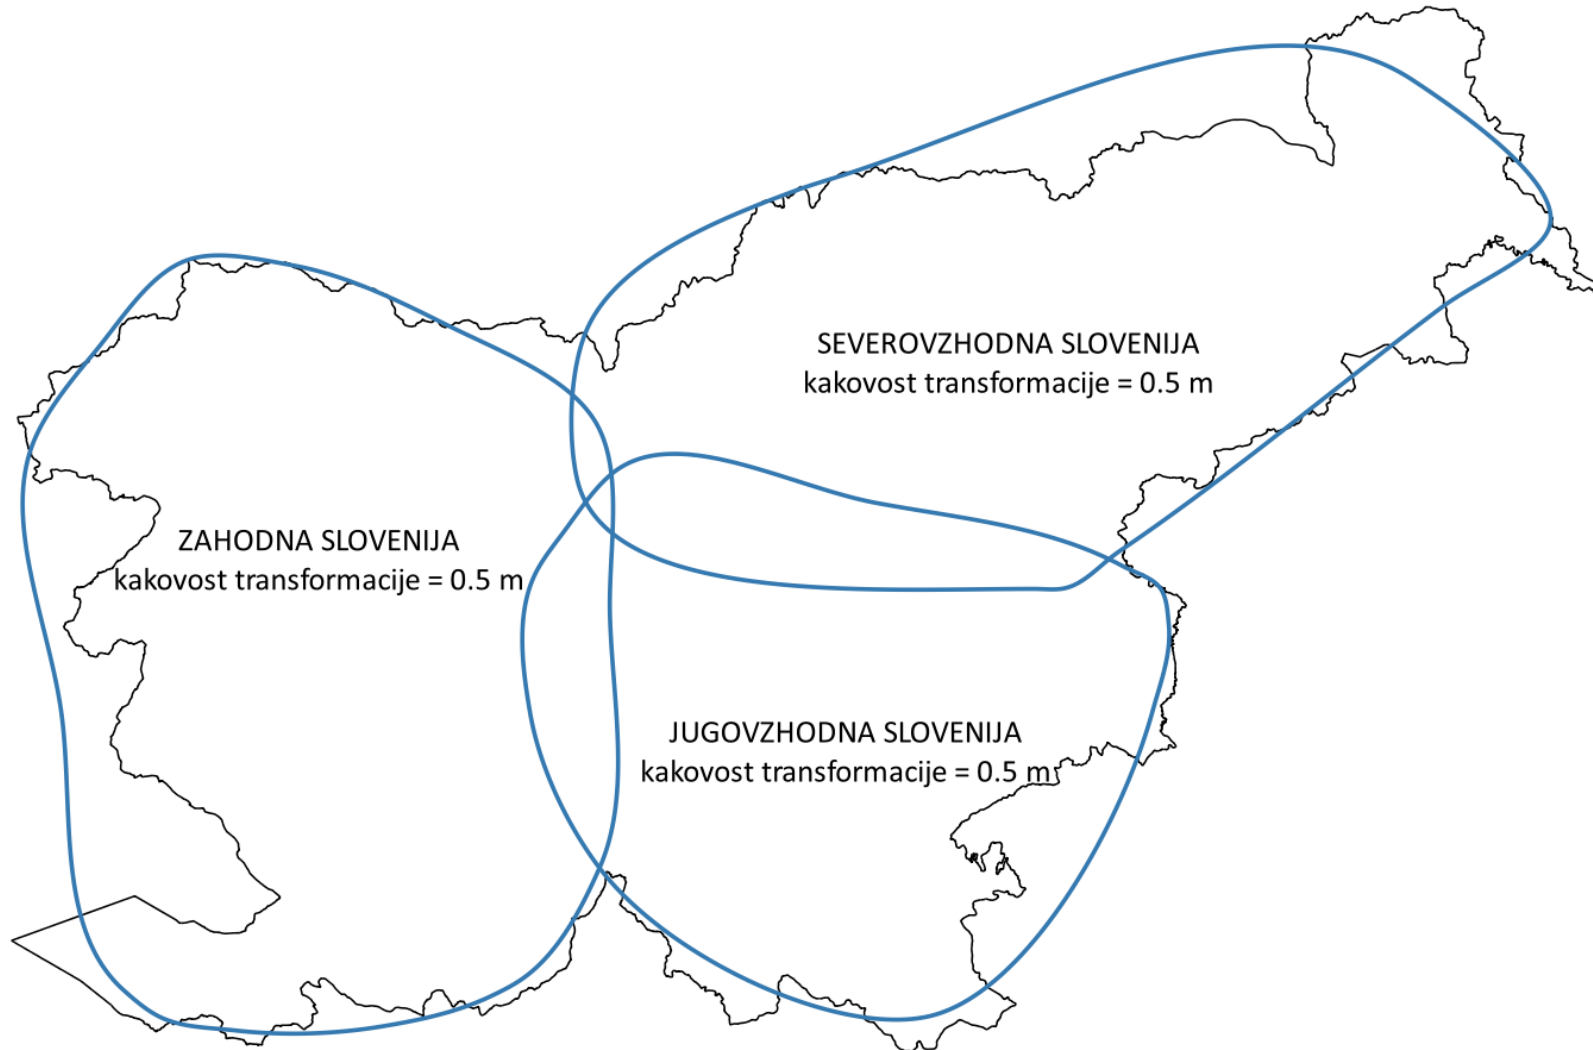 SEVEROVZHODNA SLOVENIJA
kakovost transformacije = 0.5 m
ZAHODNA SLOVENIJA
kakovost transformacije = 0.5 m
JUGOVZHODNA SLOVENIJA
kakovost transformacije = 0.5 m